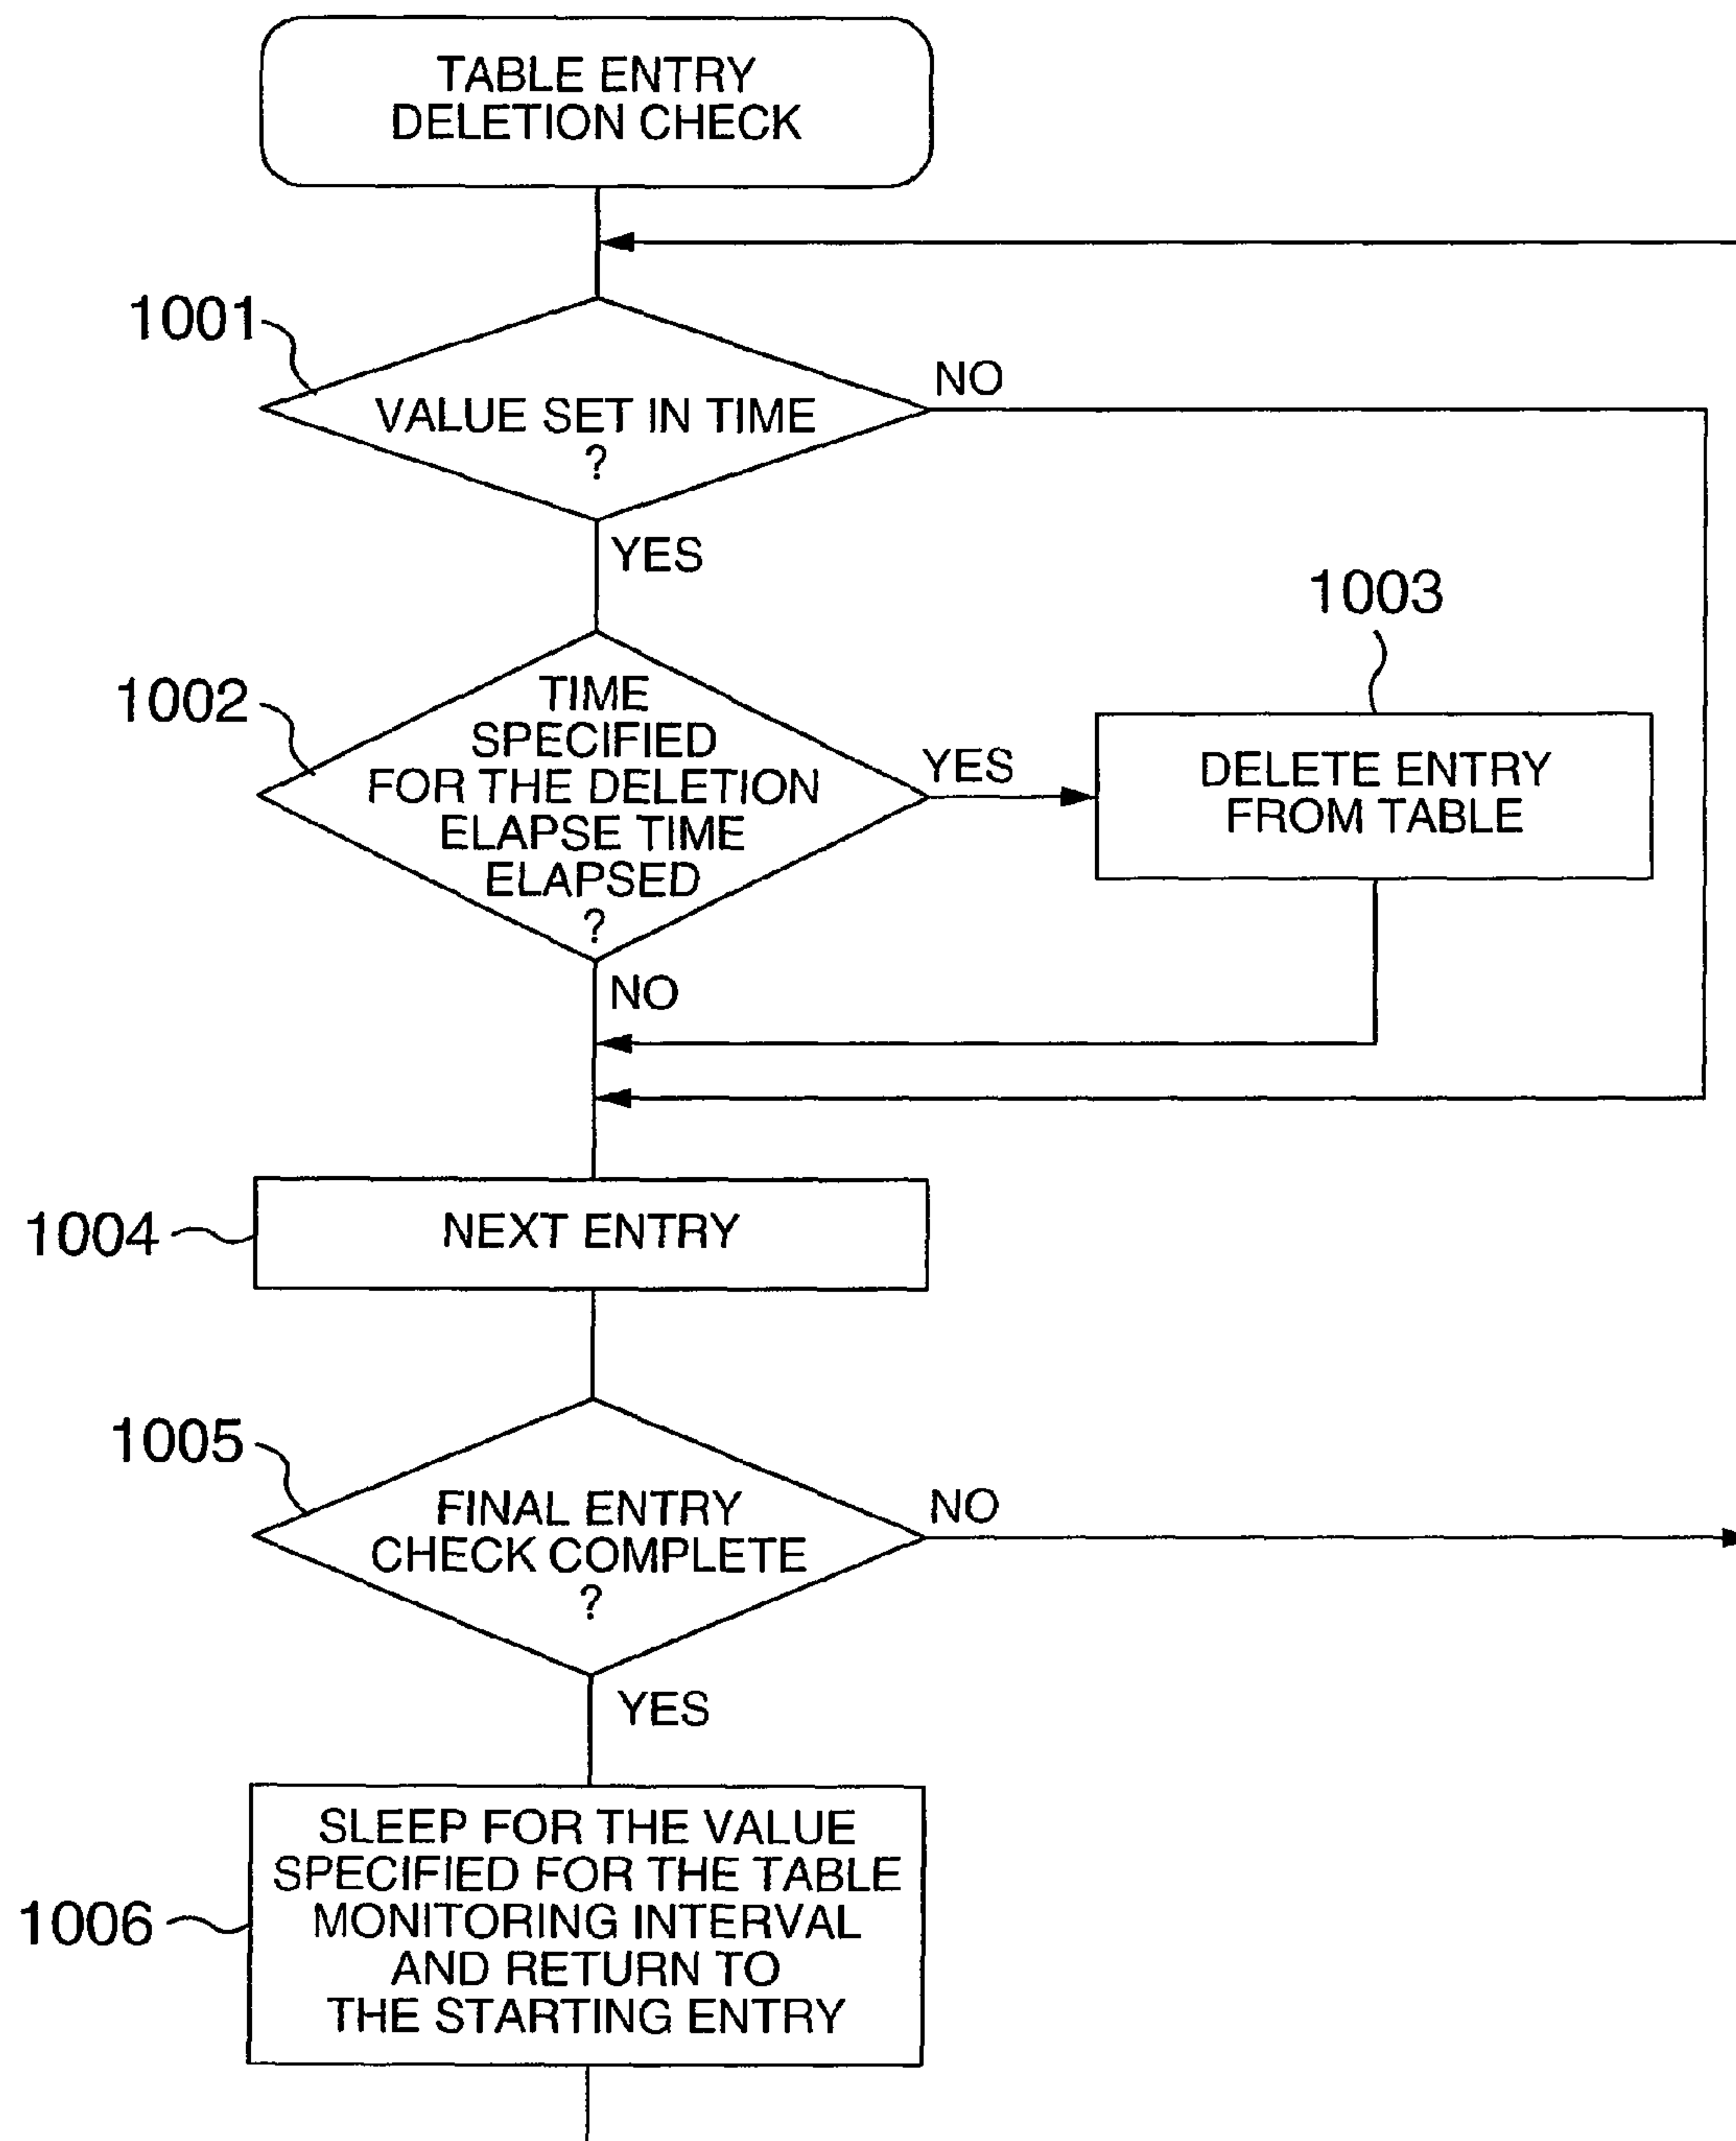 TABLE ENTRY
DELETION CHECK
1001
VALUE SET IN TIME
?
NO
YES
1002
TIME
SPECIFIED
FOR THE DELETION
ELAPSE TIME
ELAPSED
?
YES
1003
DELETE ENTRY
FROM TABLE
NO
1004
NEXT ENTRY
1005
FINAL ENTRY
CHECK COMPLETE
?
NO
YES
1006
SLEEP FOR THE VALUE
SPECIFIED FOR THE TABLE
MONITORING INTERVAL
AND RETURN TO
THE STARTING ENTRY